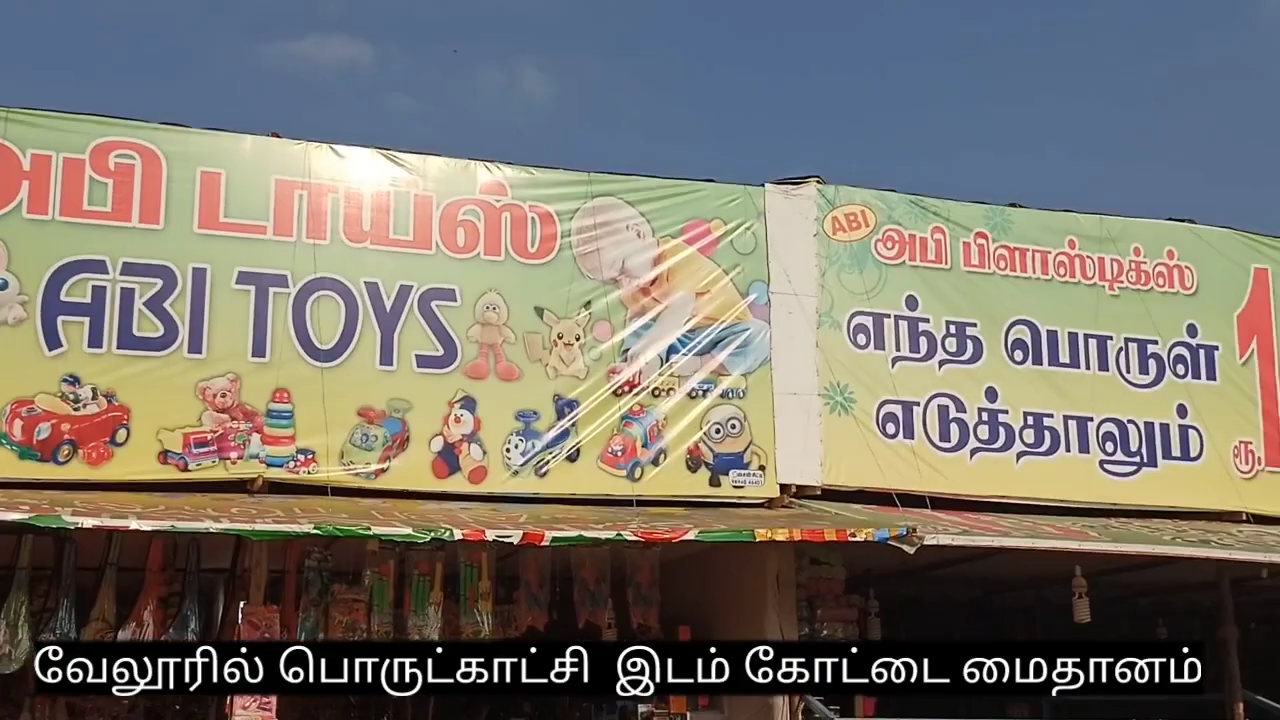 அபி டாய்ஸ்
ABI TOYS
ABI
அபி பிளாஸ்டிக்ஸ்
எந்த பொருள்
எடுத்தாலும்
ரூ.1
வேலூரில் பொருட்காட்சி இடம் கோட்டை மைதானம்